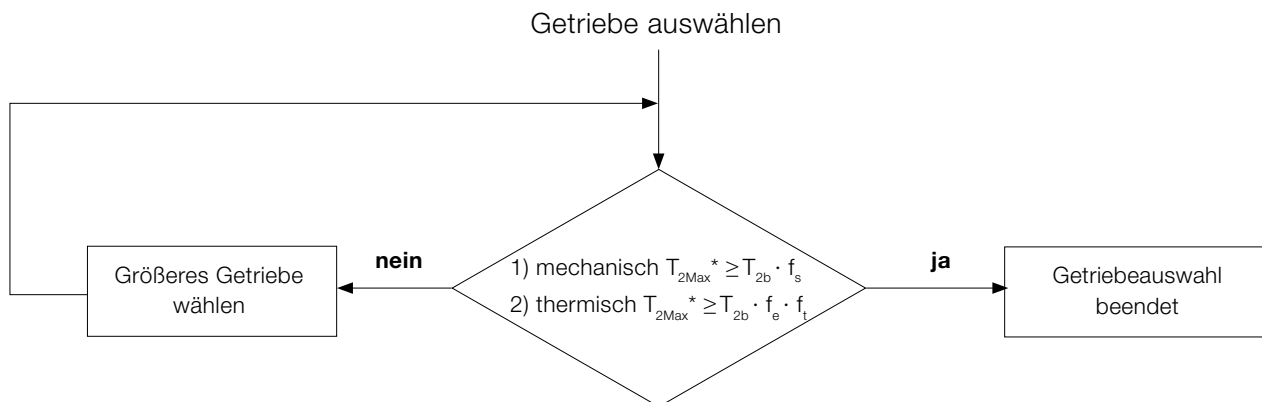 Getriebe auswählen
nein
ja
Größeres Getriebe
wählen
1) mechanisch T2Max* ≥ T2b · fs
2) thermisch T2Max* ≥ T2b · fe · ft
Getriebeauswahl
beendet